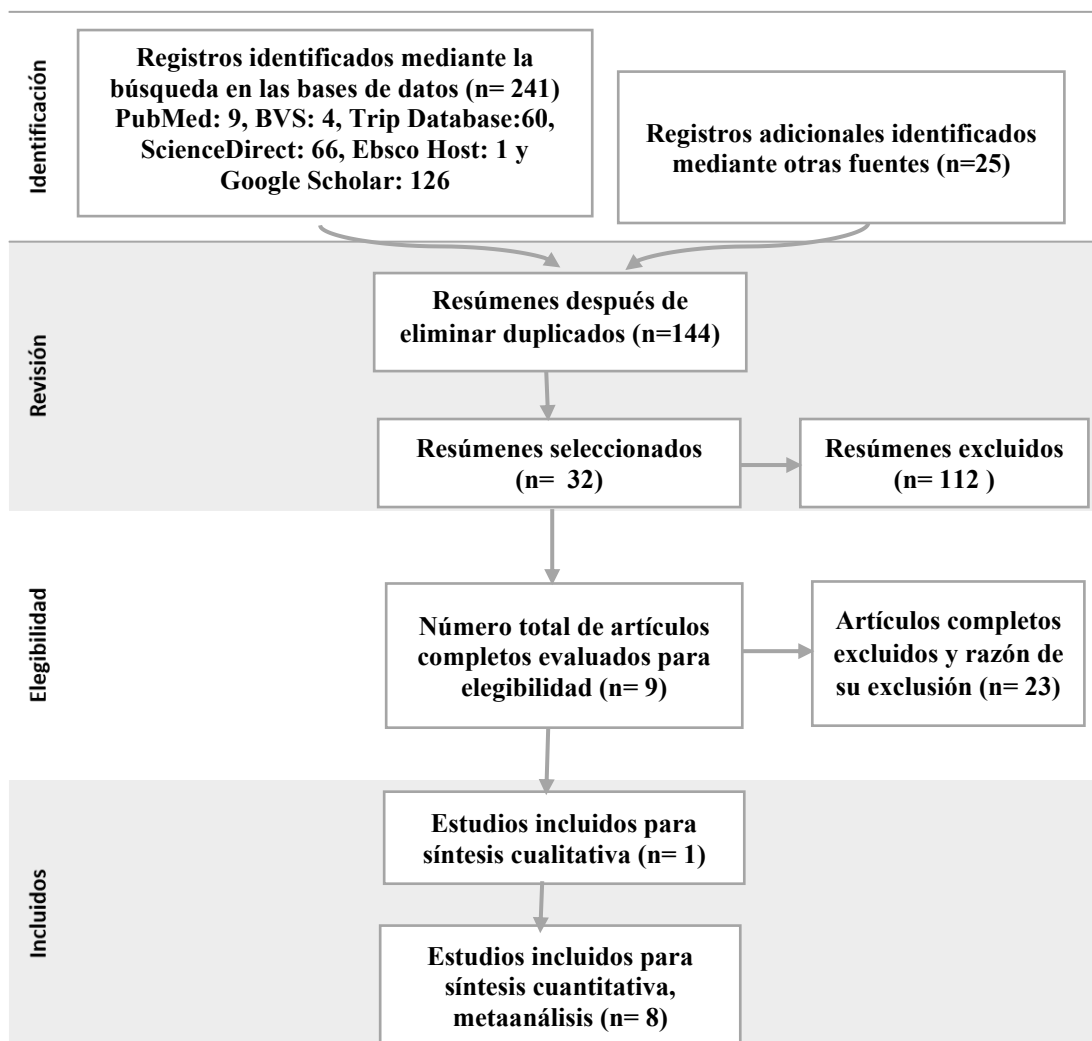 Identificación
Registros identificados mediante la
búsqueda en las bases de datos (n= 241)
PubMed: 9, BVS: 4, Trip Database:60,
ScienceDirect: 66, Ebsco Host: 1 y
Google Scholar: 126
Registros adicionales identificados
mediante otras fuentes (n=25)
Revisión
Resúmenes después de
eliminar duplicados (n=144)
Resúmenes seleccionados
(n= 32)
Resúmenes excluidos
(n= 112 )
Elegibilidad
Número total de artículos
completos evaluados para
elegibilidad (n= 9)
Artículos completos
excluidos y razón de
su exclusión (n= 23)
Incluidos
Estudios incluidos para
síntesis cualitativa (n= 1)
Estudios incluidos para
síntesis cuantitativa,
metaanálisis (n= 8)